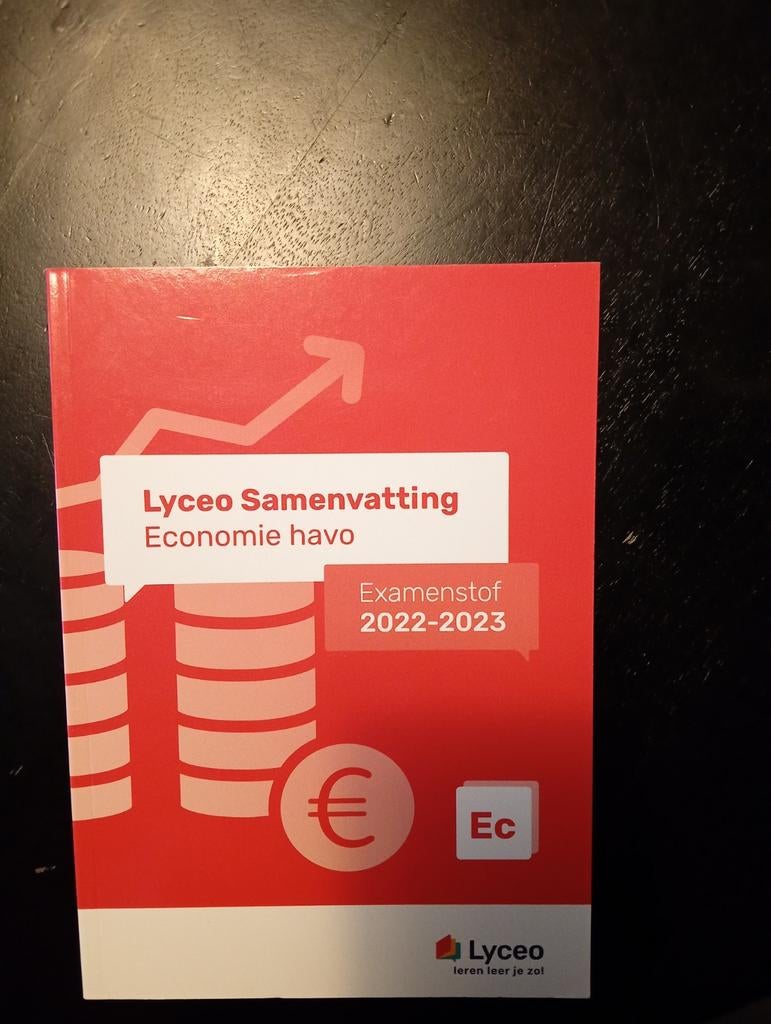 Lyceo Samenvatting
Economie havo
Examenstof
2022-2023
€
Ec
Lyceo
leren leer je zo!